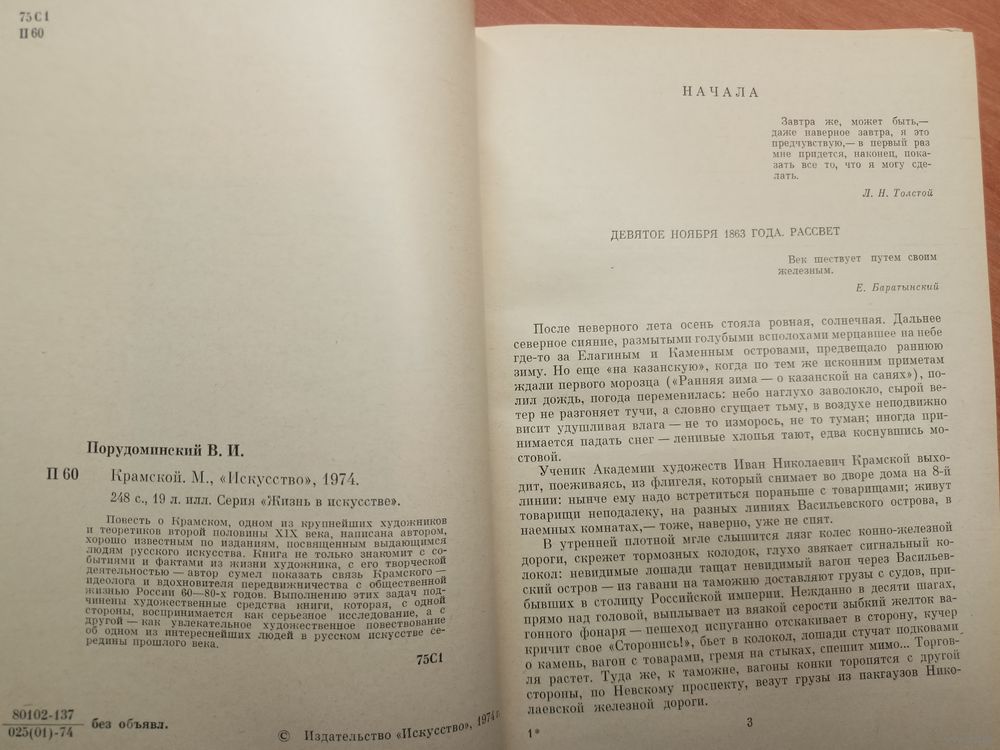 75С1
П 60
Порудоминский В. И.
П 60 Крамской. М., «Искусство», 1974.
248 с., 19 л. илл. Серия «Жизнь в искусстве».
Повесть о Крамском, одном из крупнейших художников
и теоретиков второй половины XIX века, написана автором,
хорошо известным по изданиям, посвященным выдающимся
людям русского искусства. Книга не только знакомит с со-
бытиями и фактами из жизни художника, с его творческой
деятельностью — автор сумел показать связь Крамского —
идеолога и вдохновителя передвижничества с общественной
жизнью России 60—80-х годов. Выполнению этих задач под-
чинены художественные средства книги, которая, с одной
стороны, воспринимается как серьезное исследование, а с
другой — как увлекательное художественное повествование
об одном из интереснейших людей в русском искусстве се-
редины прошлого века.
75С1
80102-137
025(01)-74 без объявл.
© Издательство «Искусство», 1974 г.
НАЧАЛА
Завтра же, может быть,—
даже наверное завтра, я это
предчувствую,— в первый раз
мне придется, наконец, пока-
зать все то, что я могу сде-
лать.
Л. Н. Толстой
ДЕВЯТОЕ НОЯБРЯ 1863 ГОДА. РАССВЕТ
Век шествует путем своим
железным.
Е. Баратынский
После неверного лета осень стояла ровная, солнечная. Дальнее
северное сияние, размытыми голубыми всполохами мерцавшее на небе
где-то за Елагиным и Каменным островами, предвещало раннюю
зиму. Но еще «на казанскую», когда по тем же исконним приметам
ждали первого морозца («Ранняя зима — о казанской на санях»), по-
лил дождь, погода переменилась: небо наглухо заволокло, сырой ве-
тер не разгоняет тучи, а словно сгущает тьму, в воздухе неподвижно
висит удушливая влага — не то изморось, не то туман; иногда при-
нимается падать снег — ленивые хлопья тают, едва коснувшись мо-
стовой.
Ученик Академии художеств Иван Николаевич Крамской выхо-
дит, поеживаясь, из флигеля, который снимает во дворе дома на 8-й
линии: нынче ему надо встретиться пораньше с товарищами; живут
товарищи неподалеку, на разных линиях Васильевского острова, в
наемных комнатах,— тоже, наверно, уже не спят.
В утренней плотной мгле слышится лязг колес конно-железной
дороги, скрежет тормозных колодок, глухо звякает сигнальный ко-
локол: невидимые лошади тащат невидимый вагон через Васильев-
ский остров — из гавани на таможню доставляют грузы с судов, при-
бывших в столицу Российской империи. Нежданно в десяти шагах,
прямо над головой, выплывает из вязкой серости зыбкий желток ва-
гонного фонаря — пешеход испуганно отскакивает в сторону, кучер
кричит свое «Сторонись!», бьет в колокол, лошади стучат подковами
о камень, вагон с товарами, гремя на стыках, спешит мимо... Торгов-
ля растет. Туда же, к таможне, вагоны конки торопятся с другой
стороны, по Невскому проспекту, везут грузы из пакгаузов Нико-
лаевской железной дороги.
1* 3